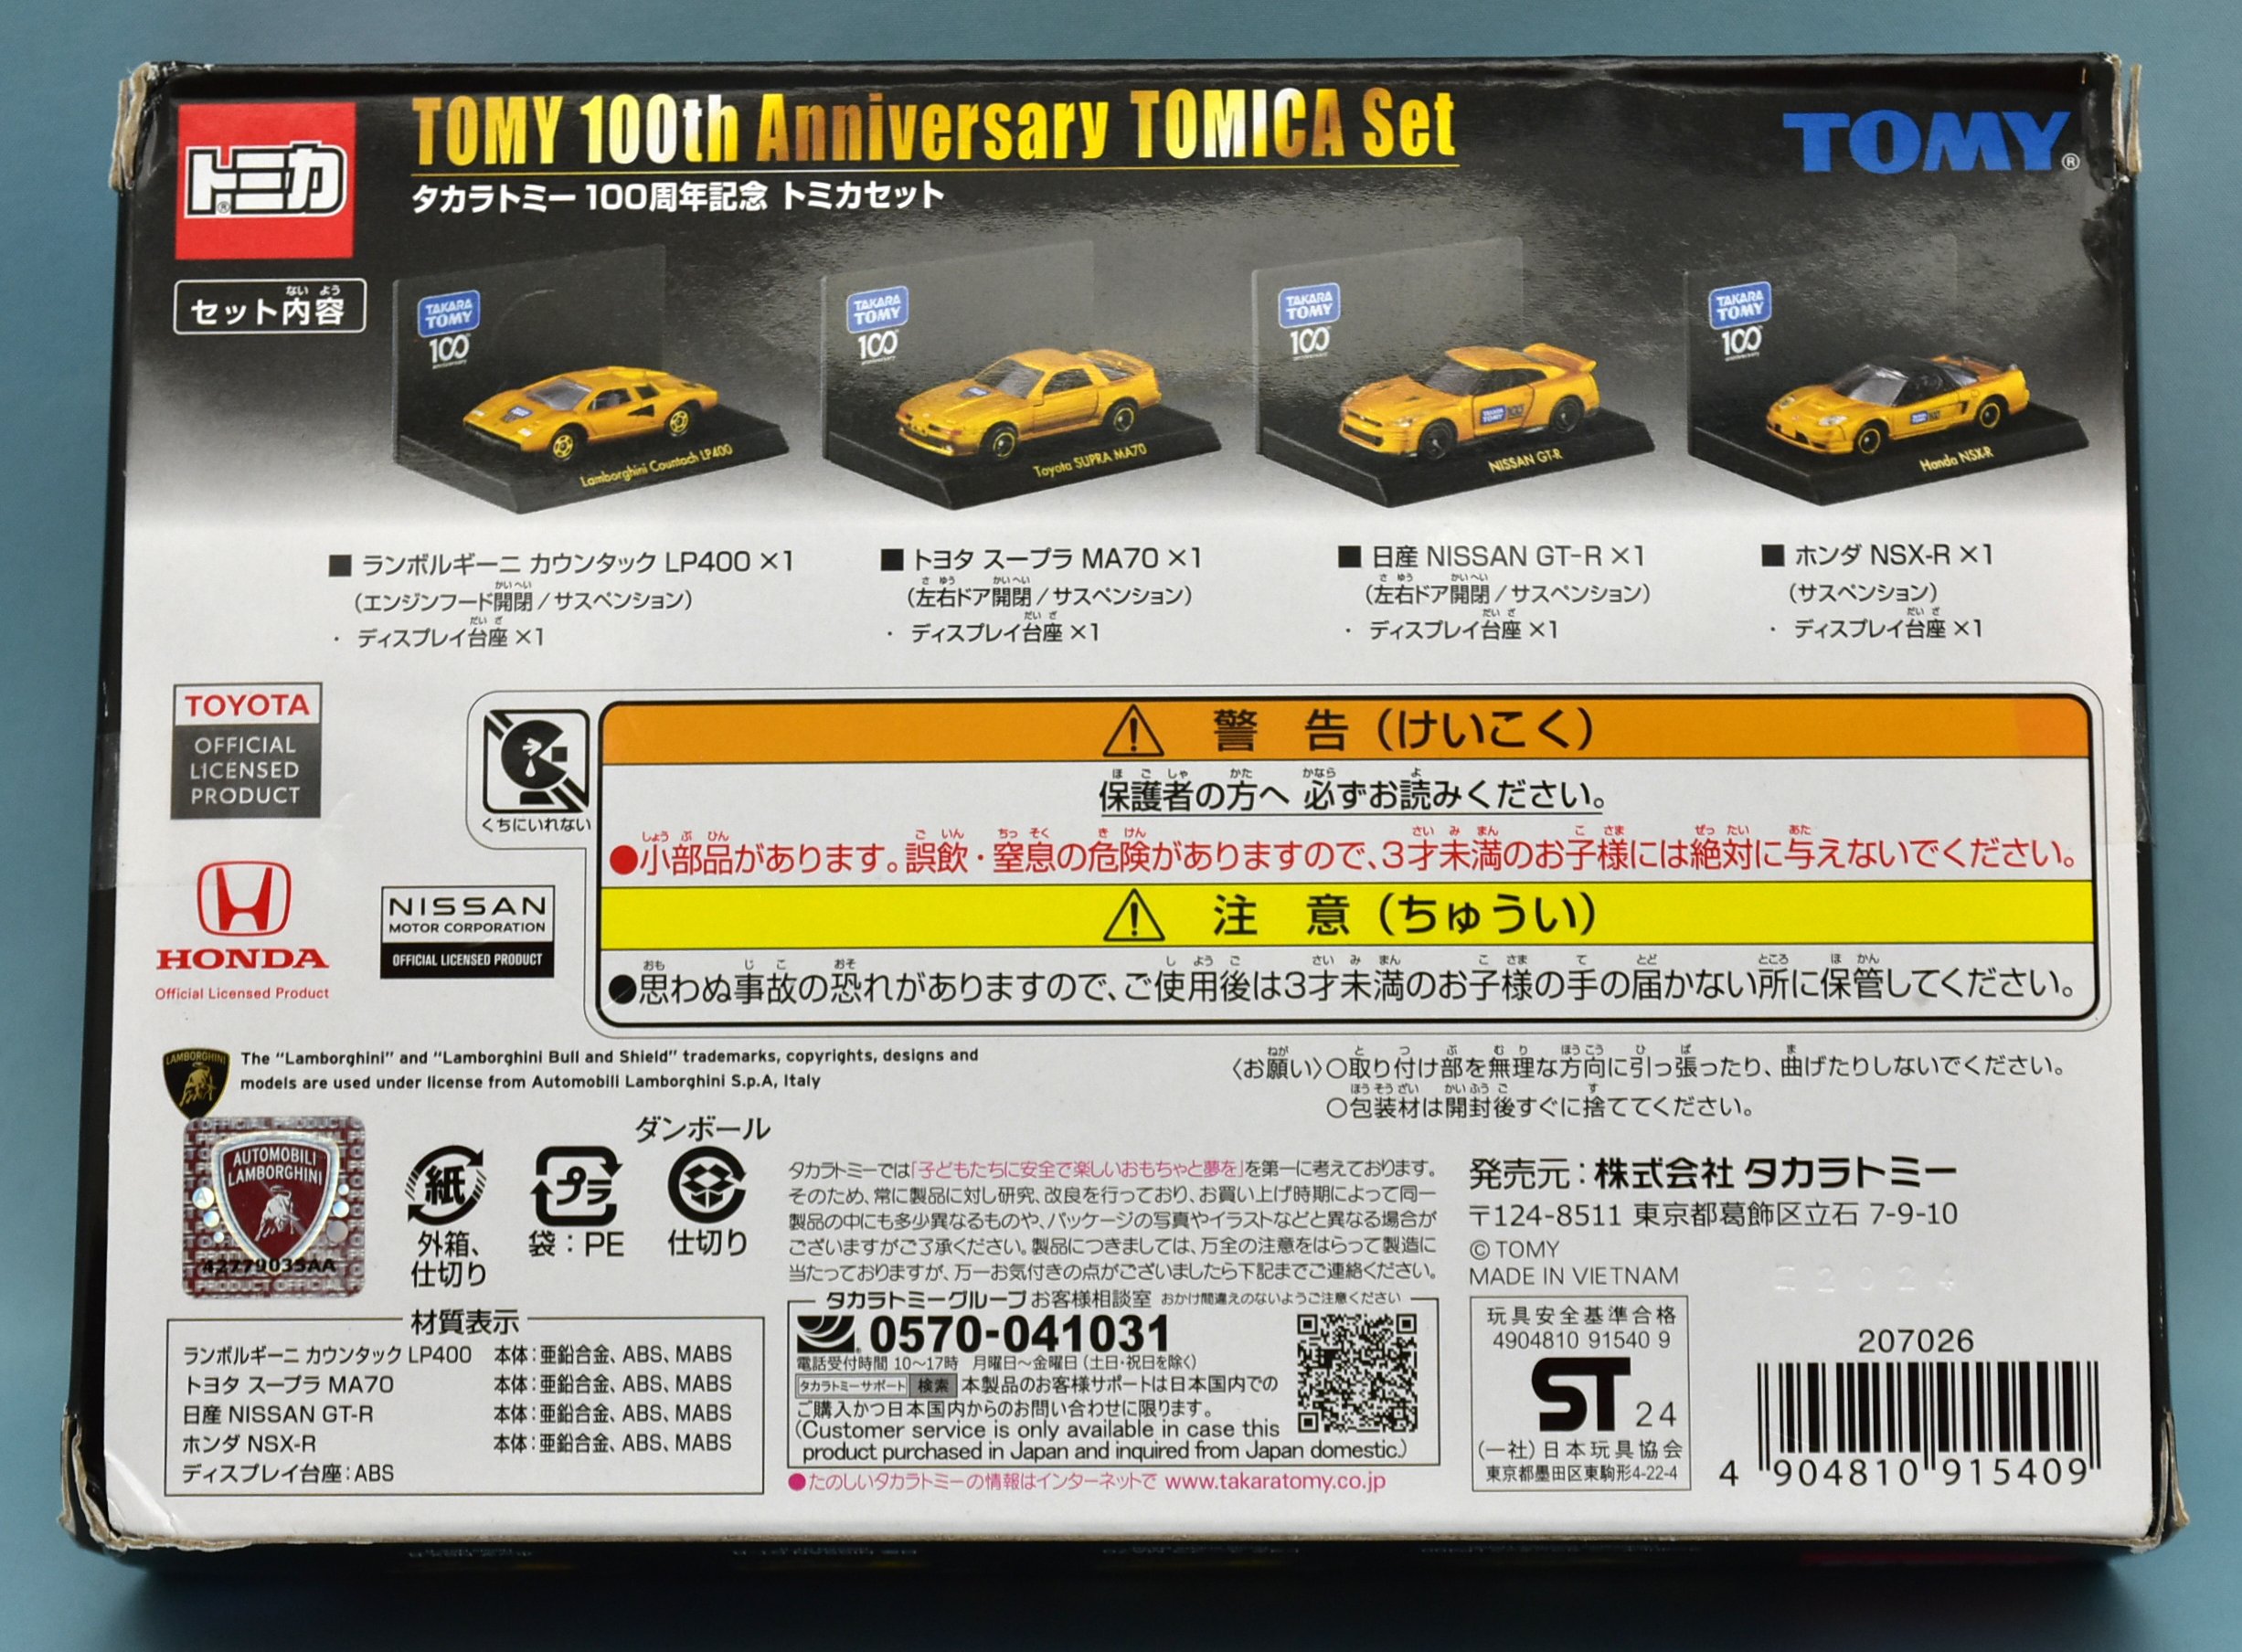 トミカ®
TOMY 100th Anniversary TOMICA Set
タカラトミー 100周年記念 トミカセット
TOMY®
セット内容
ないよう
TAKARA TOMY 100
Lamborghini Countach LP400
TAKARA TOMY 100
Toyota SUPRA MA70
TAKARA TOMY 100
NISSAN GT-R
TAKARA TOMY 100
Honda NSX-R
■ ランボルギーニ カウンタック LP400 ×1
(エンジンフード開閉 / サスペンション)
・ ディスプレイ台座 ×1
■ トヨタ スープラ MA70 ×1
(左右ドア開閉 / サスペンション)
・ ディスプレイ台座 ×1
■ 日産 NISSAN GT-R ×1
(左右ドア開閉 / サスペンション)
・ ディスプレイ台座 ×1
■ ホンダ NSX-R ×1
(サスペンション)
・ ディスプレイ台座 ×1
TOYOTA
OFFICIAL
LICENSED
PRODUCT
HONDA
Official Licensed Product
NISSAN
MOTOR CORPORATION
OFFICIAL LICENSED PRODUCT
くちにいれない
⚠ 警 告 (けいこく)
保護者の方へ 必ずお読みください。
●小部品があります。誤飲・窒息の危険がありますので、3才未満のお子様には絶対に与えないでください。
⚠ 注 意 (ちゅうい)
●思わぬ事故の恐れがありますので、ご使用後は3才未満のお子様の手の届かない所に保管してください。
LAMBORGHINI
The "Lamborghini" and "Lamborghini Bull and Shield" trademarks, copyrights, designs and
models are used under license from Automobili Lamborghini S.p.A, Italy
〈お願い〉○取り付け部を無理な方向に引っ張ったり、曲げたりしないでください。
○包装材は開封後すぐに捨ててください。
AUTOMOBILI
LAMBORGHINI
42779035AA
紙
外箱、
仕切り
プラ
袋：PE
ダンボール
仕切り
タカラトミーでは「子どもたちに安全で楽しいおもちゃと夢を」を第一に考えております。
そのため、常に製品に対し研究、改良を行っており、お買い上げ時期によって同一
製品の中にも多少異なるものや、パッケージの写真やイラストなどと異なる場合が
ございますがご了承ください。製品につきましては、万全の注意をはらって製造に
当たっておりますが、万一お気付きの点がございましたら下記までご連絡ください。
タカラトミーグループお客様相談室 おかけ間違えのないようご注意ください
0570-041031
電話受付時間 10〜17時 月曜日〜金曜日 (土日・祝日を除く)
タカラトミーサポート 検索 本製品のお客様サポートは日本国内での
ご購入かつ日本国内からのお問い合わせに限ります。
(Customer service is only available in case this
product purchased in Japan and inquired from Japan domestic.)
●たのしいタカラトミーの情報はインターネットで www.takaratomy.co.jp
発売元：株式会社 タカラトミー
〒124-8511 東京都葛飾区立石 7-9-10
© TOMY
MADE IN VIETNAM
玩具安全基準合格
4904810 91540 9
ST 24
(一社) 日本玩具協会
東京都墨田区東駒形4-22-4
207026
4 904810 915409
材質表示
ランボルギーニ カウンタック LP400 本体：亜鉛合金、ABS、MABS
トヨタ スープラ MA70 本体：亜鉛合金、ABS、MABS
日産 NISSAN GT-R 本体：亜鉛合金、ABS、MABS
ホンダ NSX-R 本体：亜鉛合金、ABS、MABS
ディスプレイ台座：ABS